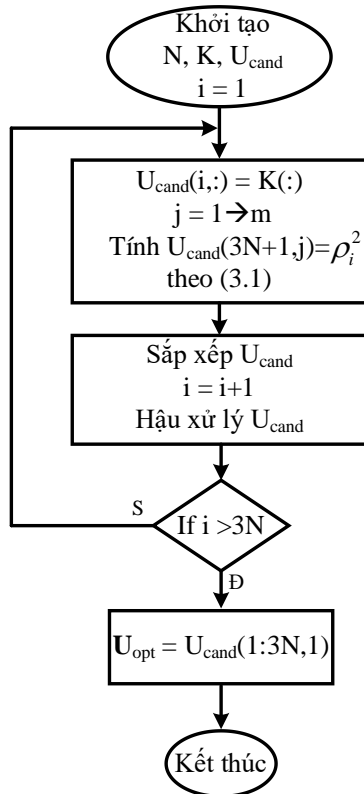 Khởi tạo
N, K, U_cand
i = 1
U_cand(i,:) = K(:)
j = 1→m
Tính U_cand(3N+1,j)=ρ_i^2
theo (3.1)
Sắp xếp U_cand
i = i+1
Hậu xử lý U_cand
S
If i >3N
Đ
U_opt = U_cand(1:3N,1)
Kết thúc